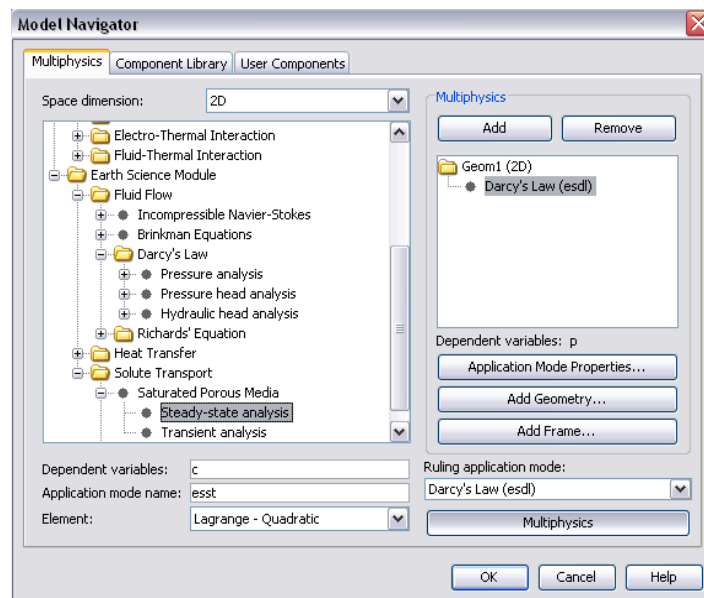 Model Navigator
Multiphysics Component Library User Components
Space dimension: 2D
Electro-Thermal Interaction
Fluid-Thermal Interaction
Earth Science Module
Fluid Flow
Incompressible Navier-Stokes
Brinkman Equations
Darcy's Law
Pressure analysis
Pressure head analysis
Hydraulic head analysis
Richards' Equation
Heat Transfer
Solute Transport
Saturated Porous Media
Steady-state analysis
Transient analysis
Dependent variables: c
Application mode name: esst
Element: Lagrange - Quadratic
Multiphysics
Add Remove
Geom1 (2D)
Darcy's Law (esdl)
Dependent variables: p
Application Mode Properties...
Add Geometry...
Add Frame...
Ruling application mode:
Darcy's Law (esdl)
Multiphysics
OK Cancel Help